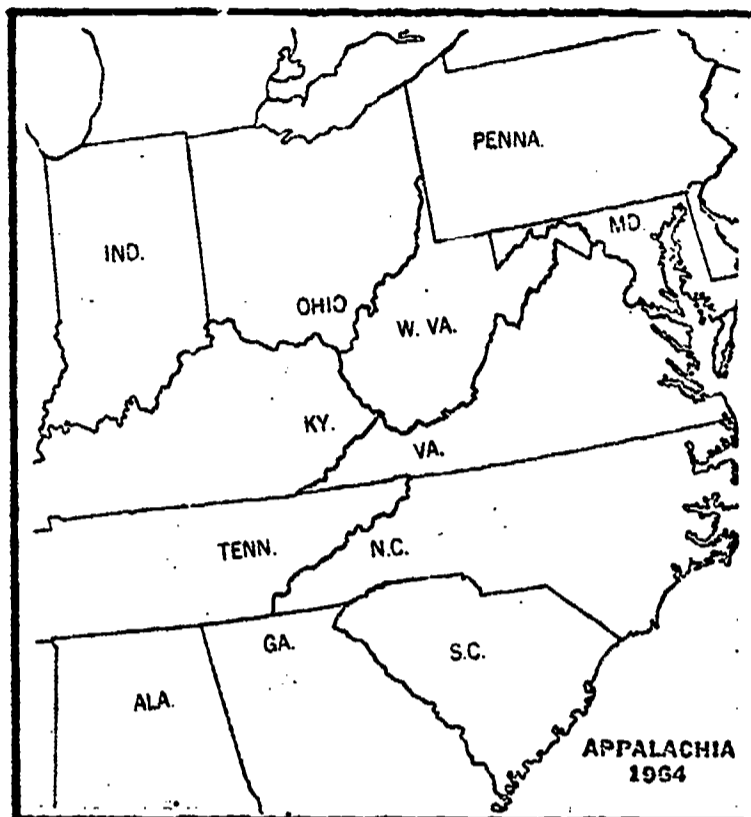 PENNA.
MD.
IND.
OHIO
W. VA.
KY.
VA.
TENN.
N.C.
GA.
S.C.
ALA.
APPALACHIA
1964